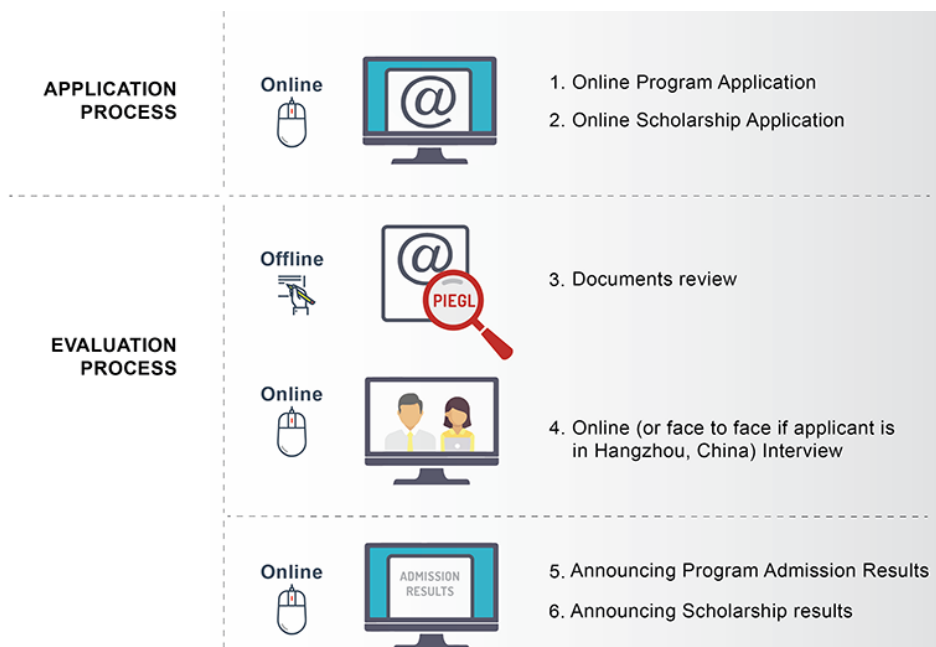 APPLICATION
PROCESS
Online
@
1. Online Program Application
2. Online Scholarship Application
EVALUATION
PROCESS
Offline
@
PIEGL
3. Documents review
Online
4. Online (or face to face if applicant is
in Hangzhou, China) Interview
Online
ADMISSION
RESULTS
5. Announcing Program Admission Results
6. Announcing Scholarship results